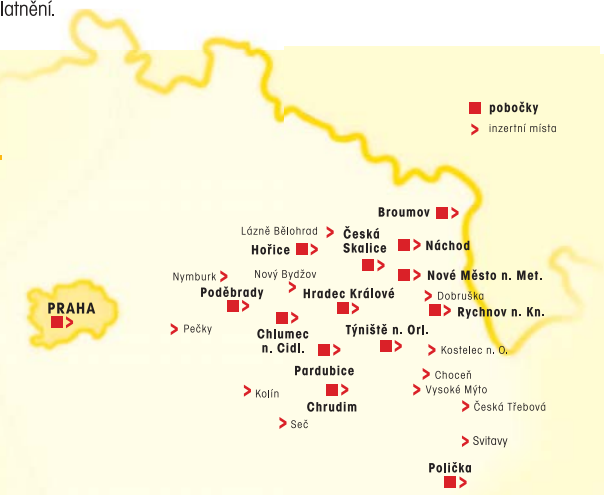 latnění.
pobočky
inzertní místa
Broumov
Lázně Bělohrad
Česká
Skalice
Náchod
Hořice
Nymburk
Nový Bydžov
Nové Město n. Met.
Poděbrady
Hradec Králové
Dobruška
PRAHA
Rychnov n. Kn.
Pečky
Chlumec
n. Cidl.
Týniště n. Orl.
Kostelec n. O.
Pardubice
Choceň
Kolín
Vysoké Mýto
Chrudim
Česká Třebová
Seč
Svitavy
Polička